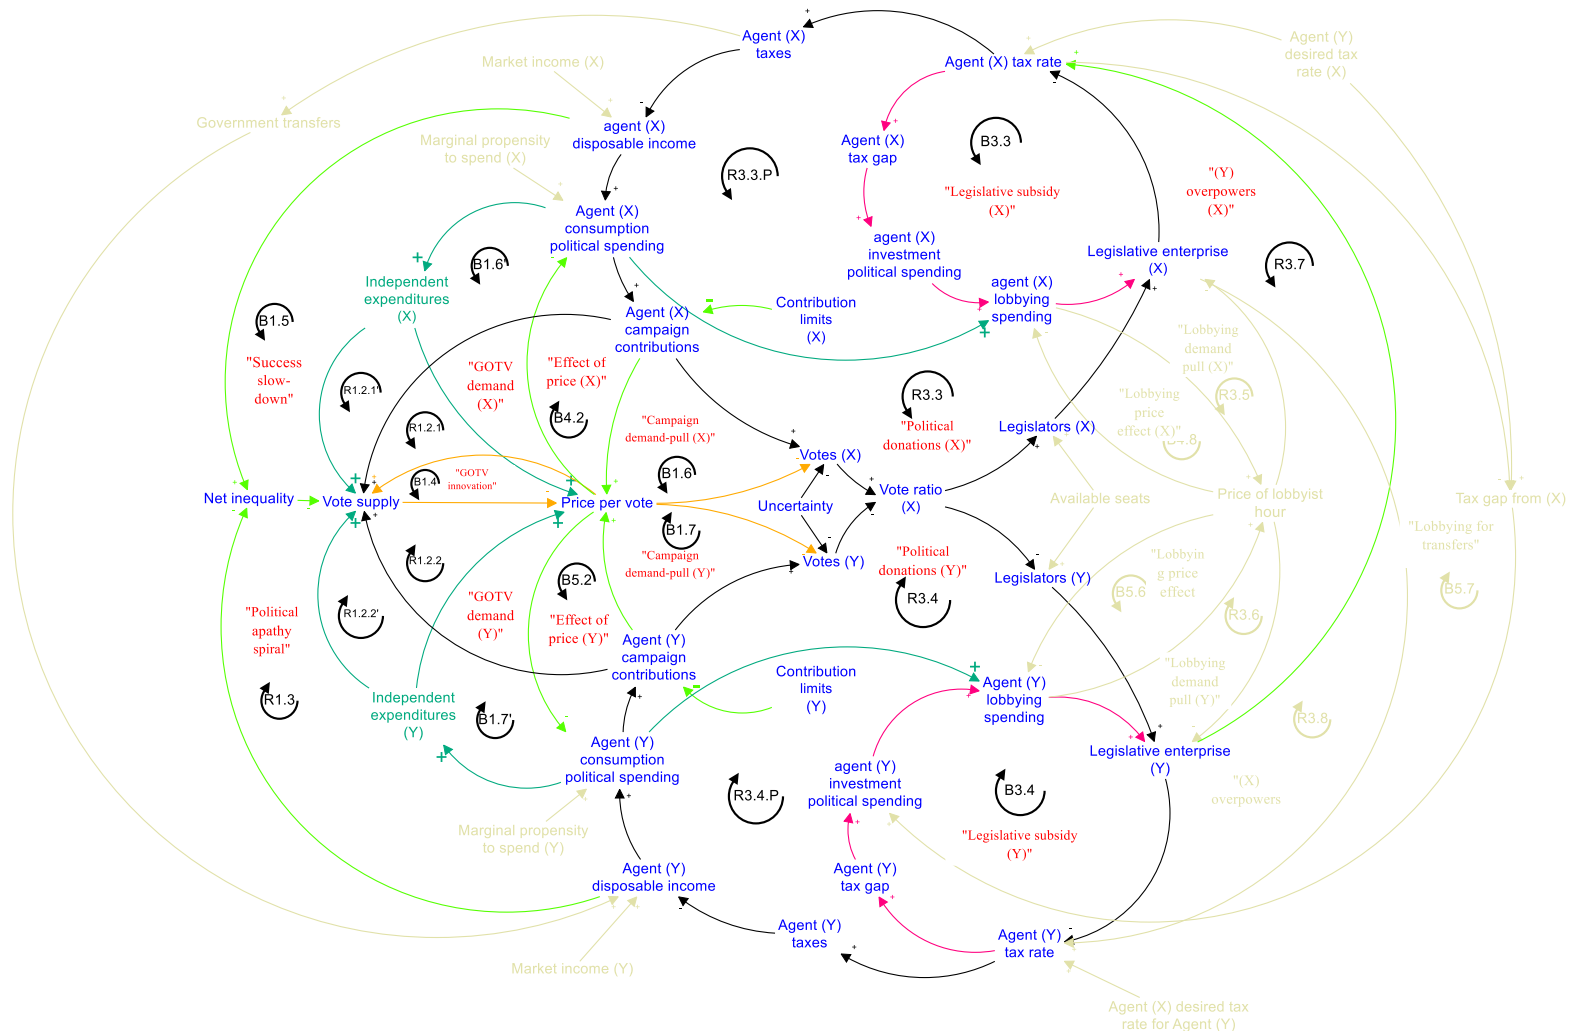 Agent (X)
taxes
Agent (X) tax rate
Agent (Y)
desired tax
rate (X)
Market income (X)
Government transfers
agent (X)
disposable income
Marginal propensity
to spend (X)
Agent (X)
tax gap
B3.3
R3.3.P
"Legislative subsidy
(X)"
"(Y)
overpowers
(X)"
Agent (X)
consumption
political spending
agent (X)
investment
political spending
Legislative enterprise
(X)
R3.7
B1.6'
Independent
expenditures
(X)
agent (X)
lobbying
spending
Contribution
limits
(X)
Agent (X)
campaign
contributions
B1.5
"Success
slow-
down"
R1.2.1'
"GOTV
demand
(X)"
"Effect of
price (X)"
B4.2
R1.2.1
"Lobbying
demand
pull (X)"
"Lobbying
price
effect (X)"
R3.5
B4.8
R3.3
"Political
donations (X)"
Legislators (X)
"Campaign
demand-pull (X)"
Votes (X)
B1.6
B1.4
"GOTV
innovation"
Net inequality
Vote supply
Price per vote
Uncertainty
Vote ratio
(X)
Available seats
Price of lobbyist
hour
Tax gap from (X)
B1.7
"Campaign
demand-pull (Y)"
Votes (Y)
"Political
donations (Y)"
R3.4
Legislators (Y)
"Lobbyin
g price
effect
B5.6
R3.6
"Lobbying for
transfers"
B5.7
R1.2.2
R1.2.2'
B5.2
"GOTV
demand
(Y)"
"Effect of
price (Y)"
"Political
apathy
spiral"
R1.3
Agent (Y)
campaign
contributions
Contribution
limits
(Y)
Agent (Y)
lobbying
spending
"Lobbying
demand
pull (Y)"
R3.8
Independent
expenditures
(Y)
B1.7'
Agent (Y)
consumption
political spending
Legislative enterprise
(Y)
agent (Y)
investment
political spending
R3.4.P
B3.4
"(X)
overpowers
Marginal propensity
to spend (Y)
"Legislative subsidy
(Y)"
Agent (Y)
disposable income
Agent (Y)
tax gap
Agent (Y)
taxes
Agent (Y)
tax rate
Market income (Y)
Agent (X) desired tax
rate for Agent (Y)